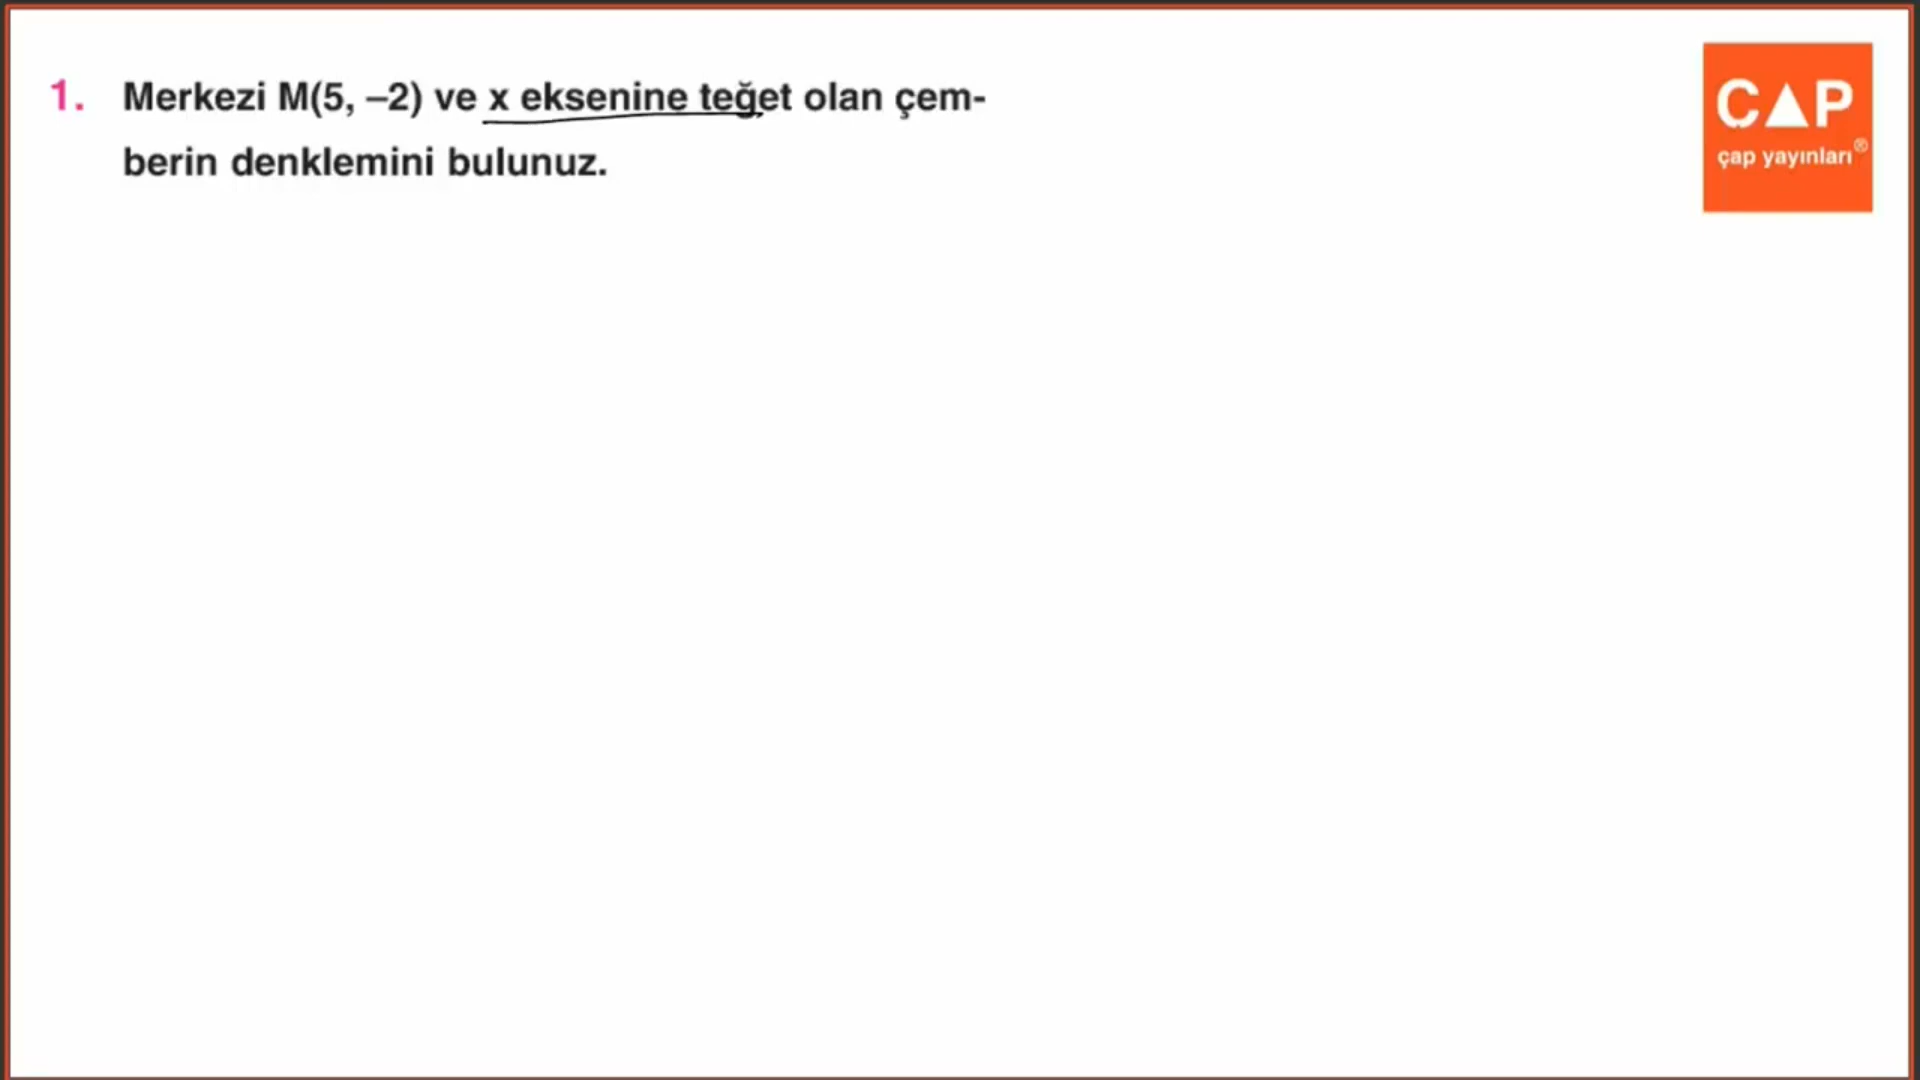 1. Merkezi M(5, –2) ve x eksenine teğet olan çem-
berin denklemini bulunuz.
ÇAP
çap yayınları®